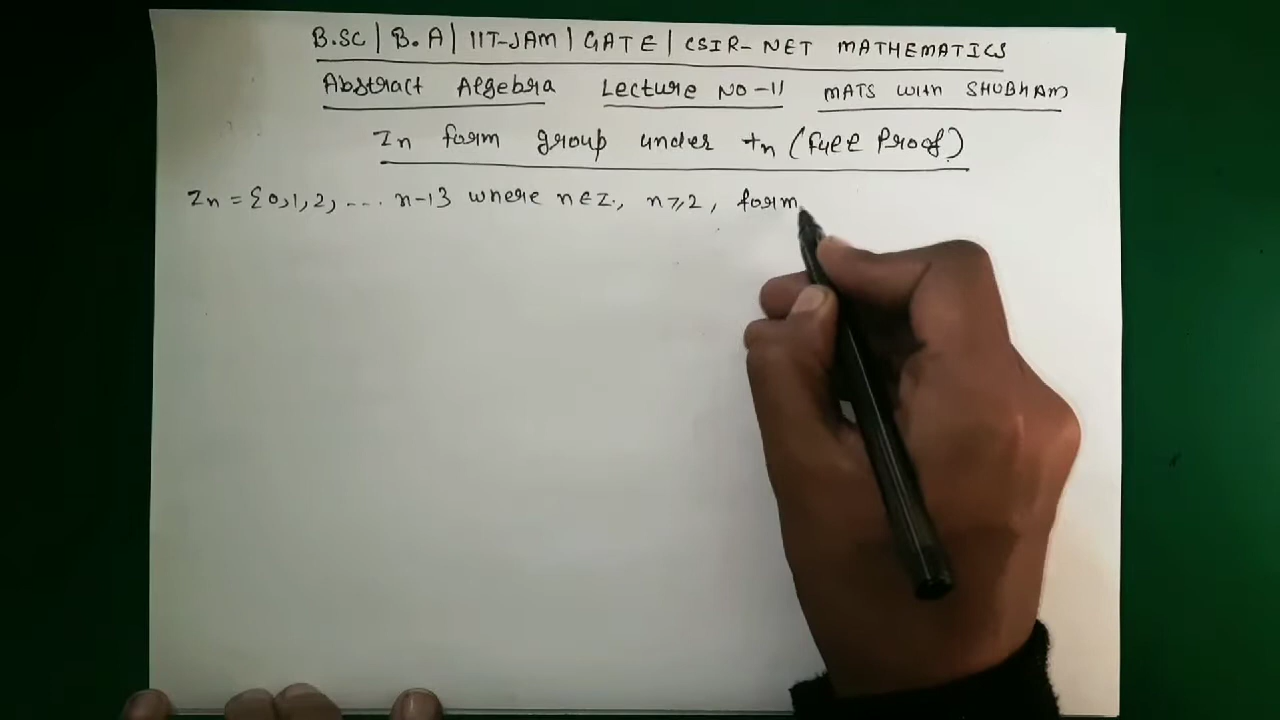 B.SC | B.A | IIT-JAM | GATE | CSIR-NET MATHEMATICS
Abstract Algebra Lecture NO-11 MATS with SHUBHAM
Zn form group under +n (Full Proof)
Zn = {0,1,2, ... n-1} where n∈Z, n≥2, form